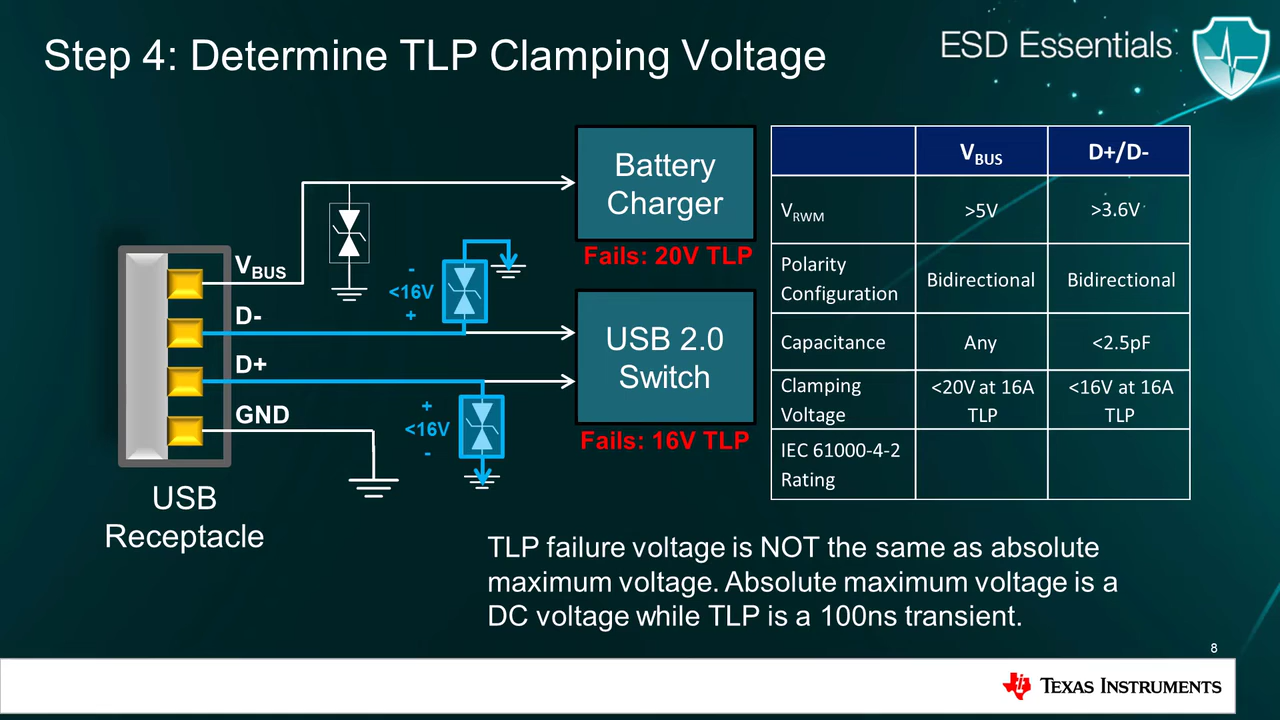 Step 4: Determine TLP Clamping Voltage
ESD Essentials
VBUS
D-
D+
GND
USB
Receptacle
-
<16V
+
+
<16V
-
Battery
Charger
Fails: 20V TLP
USB 2.0
Switch
Fails: 16V TLP
VBUS D+/D-
VRWM >5V >3.6V
Polarity
Configuration Bidirectional Bidirectional
Capacitance Any <2.5pF
Clamping <20V at 16A <16V at 16A
Voltage TLP TLP
IEC 61000-4-2
Rating
TLP failure voltage is NOT the same as absolute
maximum voltage. Absolute maximum voltage is a
DC voltage while TLP is a 100ns transient.
8
TEXAS INSTRUMENTS